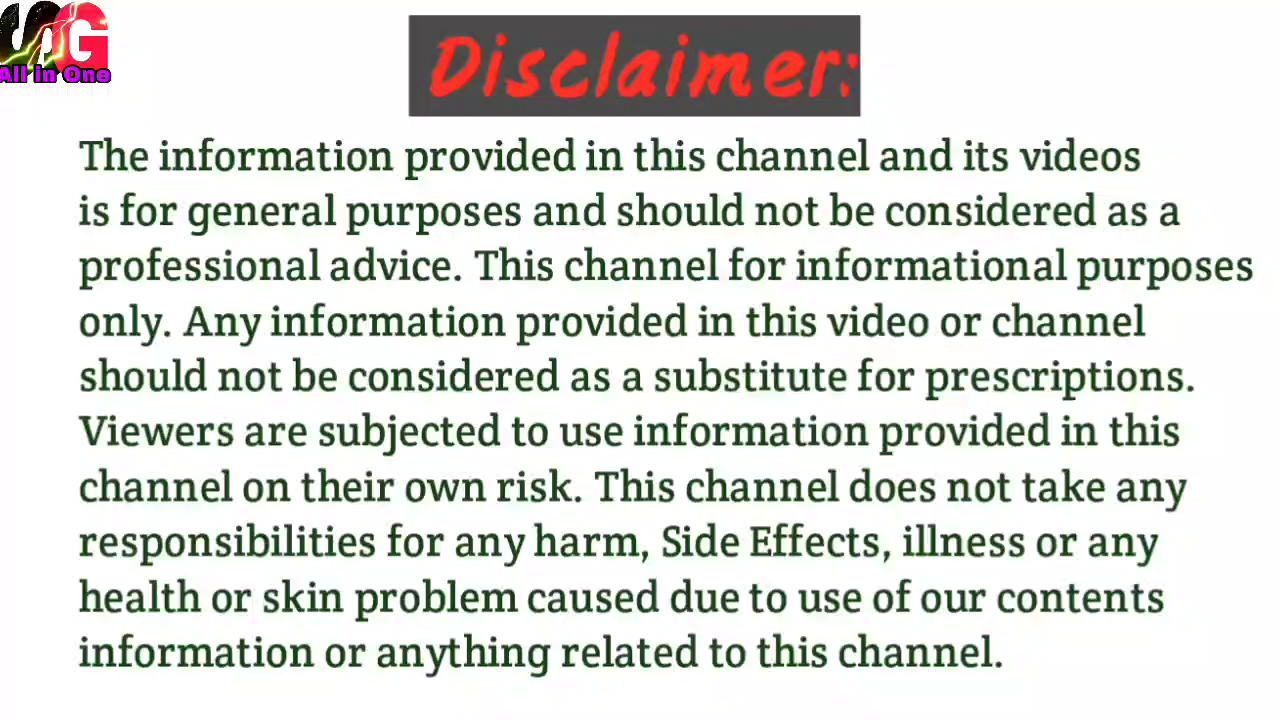 SG
All In One
Disclaimer:
The information provided in this channel and its videos
is for general purposes and should not be considered as a
professional advice. This channel for informational purposes
only. Any information provided in this video or channel
should not be considered as a substitute for prescriptions.
Viewers are subjected to use information provided in this
channel on their own risk. This channel does not take any
responsibilities for any harm, Side Effects, illness or any
health or skin problem caused due to use of our contents
information or anything related to this channel.